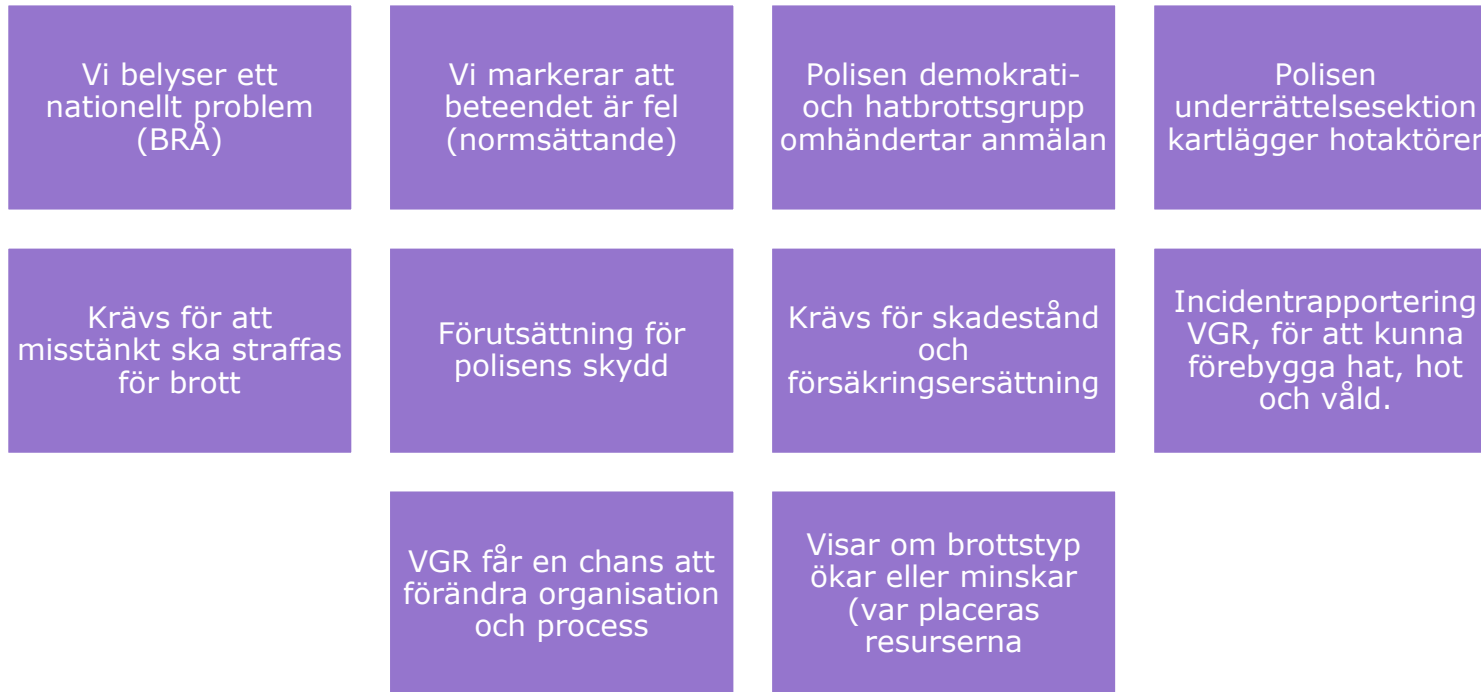 Vi belyser ett
nationellt problem
(BRÅ)
Vi markerar att
beteendet är fel
(normsättande)
Polisen demokrati-
och hatbrottsgrupp
omhändertar anmälan
Polisen
underrättelsesektion
kartlägger hotaktörer
Krävs för att
misstänkt ska straffas
för brott
Förutsättning för
polisens skydd
Krävs för skadestånd
och
försäkringsersättning
Incidentrapportering
VGR, för att kunna
förebygga hat, hot
och våld.
VGR får en chans att
förändra organisation
och process
Visar om brottstyp
ökar eller minskar
(var placeras
resurserna